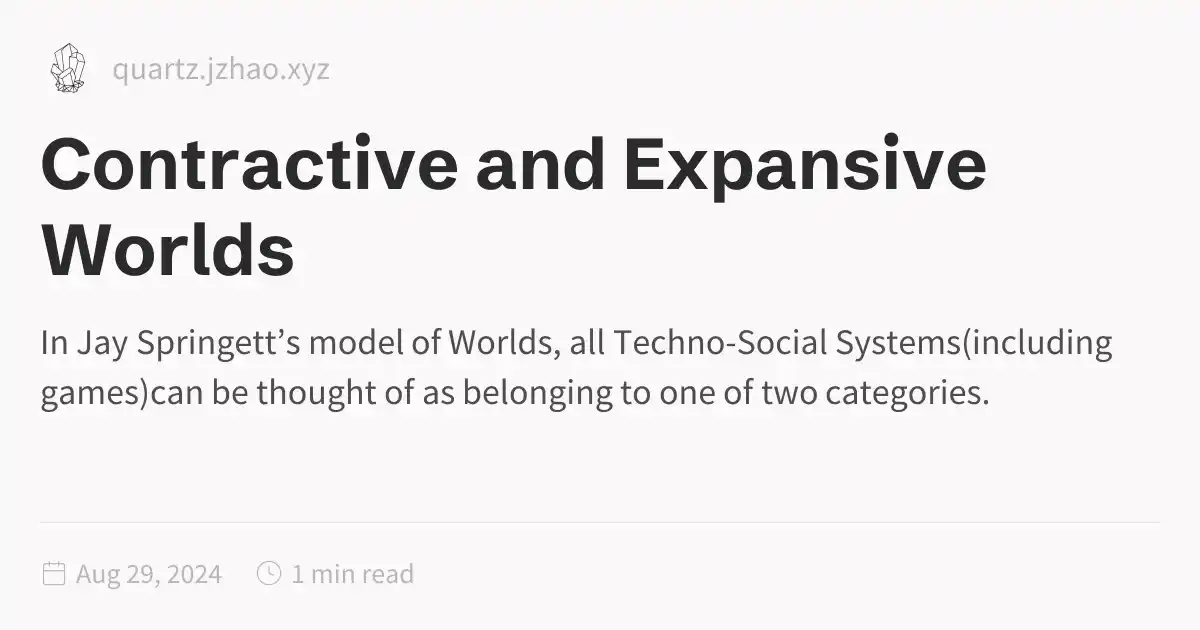 quartz.jzhao.xyz
Contractive and Expansive
Worlds
In Jay Springett’s model of Worlds, all Techno-Social Systems(including
games)can be thought of as belonging to one of two categories.
Aug 29, 2024 1 min read